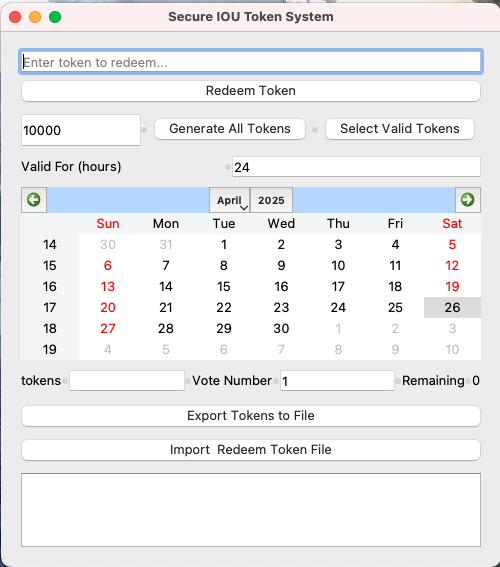 Secure IOU Token System
Enter token to redeem...
Redeem Token
10000 Generate All Tokens Select Valid Tokens
Valid For (hours) 24
April 2025
Sun Mon Tue Wed Thu Fri Sat
14 30 31 1 2 3 4 5
15 6 7 8 9 10 11 12
16 13 14 15 16 17 18 19
17 20 21 22 23 24 25 26
18 27 28 29 30 1 2 3
19 4 5 6 7 8 9 10
tokens Vote Number 1 Remaining 0
Export Tokens to File
Import  Redeem Token File